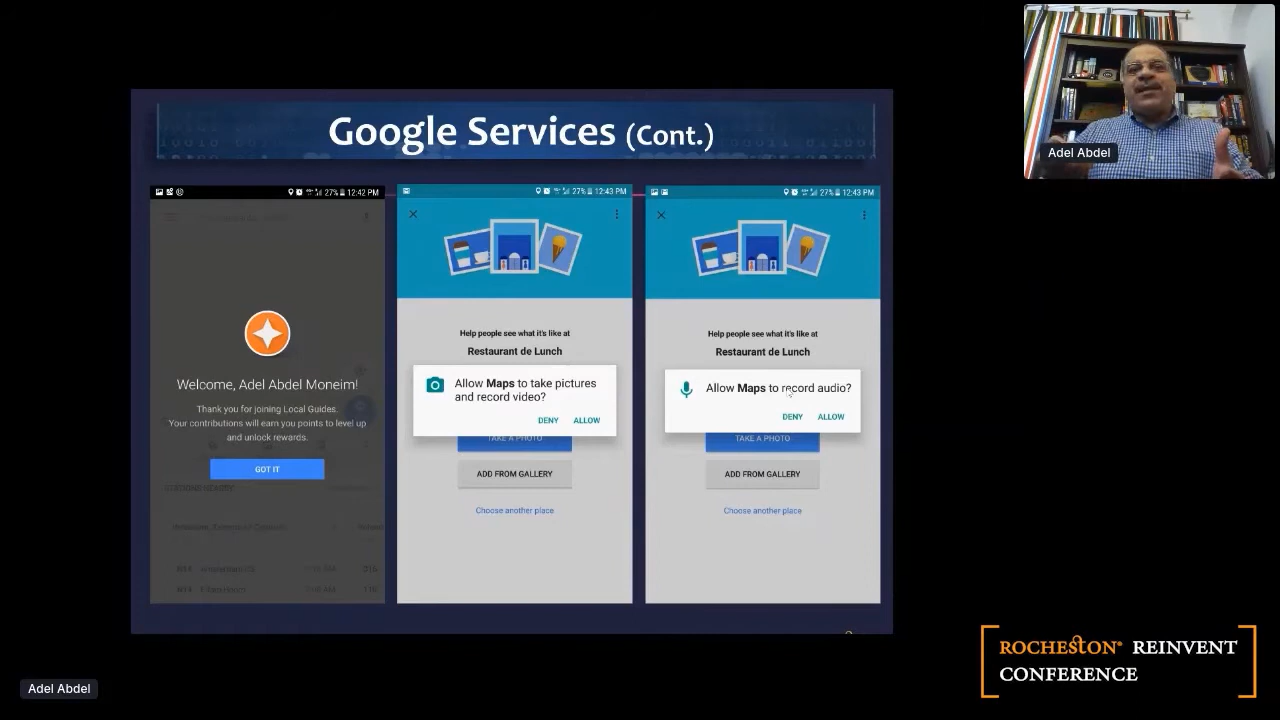 Google Services (Cont.)
27% 12:42 PM
Welcome, Adel Abdel Moneim!
Thank you for joining Local Guides.
Your contributions will earn you points to level up
and unlock rewards.
GOT IT
27% 12:43 PM
Help people see what it's like at
Restaurant de Lunch
Allow Maps to take pictures
and record video?
DENY ALLOW
TAKE A PHOTO
ADD FROM GALLERY
Choose another place
27% 12:43 PM
Help people see what it's like at
Restaurant de Lunch
Allow Maps to record audio?
DENY ALLOW
TAKE A PHOTO
ADD FROM GALLERY
Choose another place
Adel Abdel
ROCHESTON® REINVENT
CONFERENCE
Adel Abdel